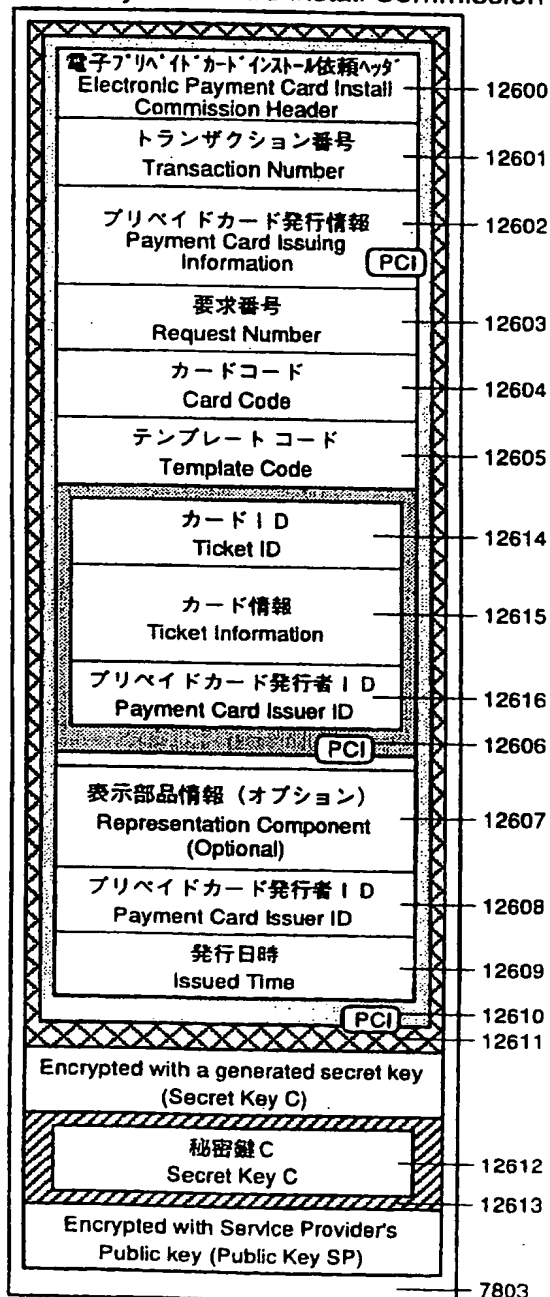 電子プリペイドカードインストール依頼ヘッダ
Electronic Payment Card Install
Commission Header
12600
トランザクション番号
Transaction Number
12601
プリペイドカード発行情報
Payment Card Issuing
Information
PCI
12602
要求番号
Request Number
12603
カードコード
Card Code
12604
テンプレート コード
Template Code
12605
カードID
Ticket ID
12614
カード情報
Ticket Information
12615
プリペイドカード発行者ID
Payment Card Issuer ID
12616
PCI
12606
表示部品情報（オプション）
Representation Component
(Optional)
12607
プリペイドカード発行者ID
Payment Card Issuer ID
12608
発行日時
Issued Time
12609
PCI
12610
12611
Encrypted with a generated secret key
(Secret Key C)
秘密鍵C
Secret Key C
12612
12613
Encrypted with Service Provider's
Public key (Public Key SP)
7803